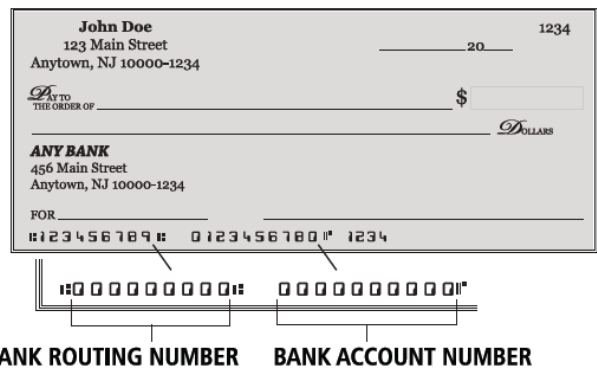 John Doe
1234
123 Main Street
20
Anytown, NJ 10000-1234
PAY TO
THE ORDER OF
$
DOLLARS
ANY BANK
456 Main Street
Anytown, NJ 10000-1234
FOR
⑆123456789⑆ 0123456780⑈ 1234
⑆000000000⑆ 0000000000⑈
ANK ROUTING NUMBER BANK ACCOUNT NUMBER